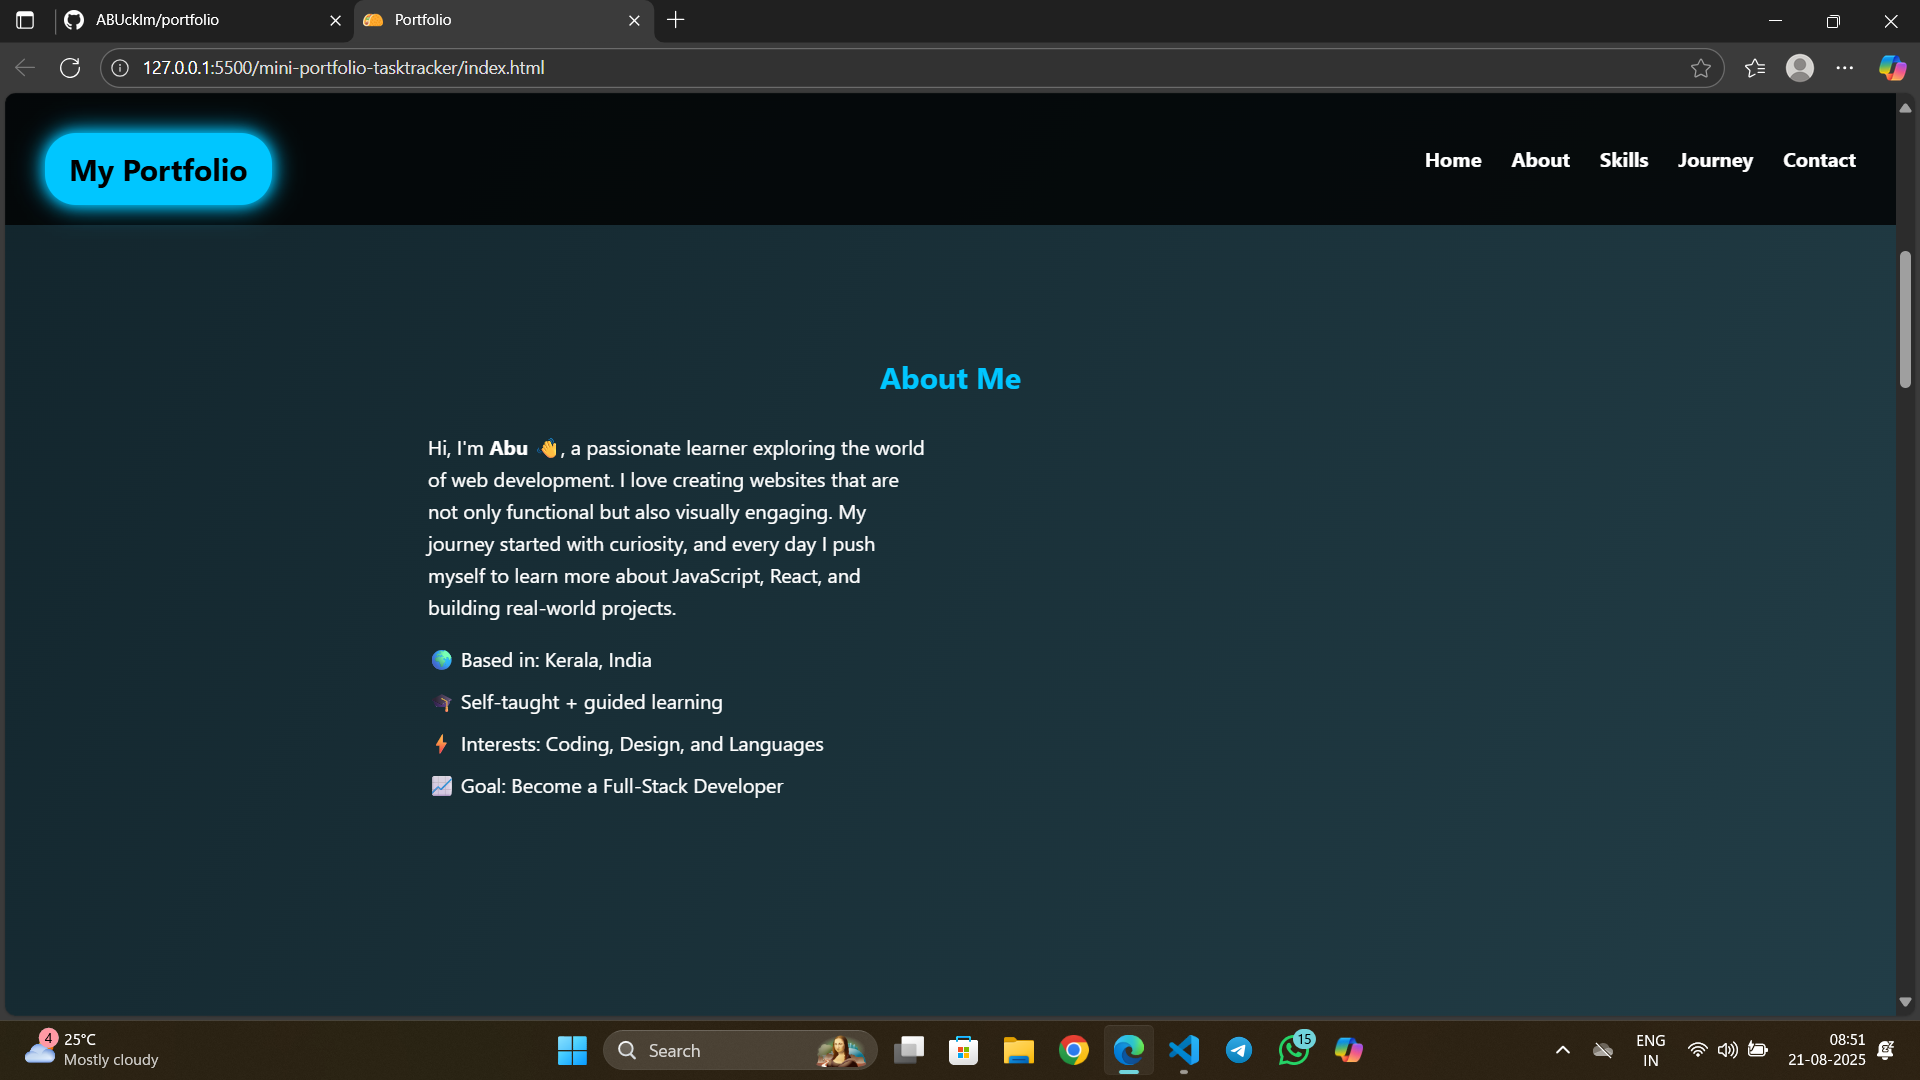 ABUcklm/portfolio
Portfolio
127.0.0.1:5500/mini-portfolio-tasktracker/index.html
My Portfolio
Home About Skills Journey Contact
About Me
Hi, I'm Abu 👋, a passionate learner exploring the world
of web development. I love creating websites that are
not only functional but also visually engaging. My
journey started with curiosity, and every day I push
myself to learn more about JavaScript, React, and
building real-world projects.
🌍 Based in: Kerala, India
🎓 Self-taught + guided learning
⚡ Interests: Coding, Design, and Languages
📈 Goal: Become a Full-Stack Developer
4
25°C
Mostly cloudy
Search
15
ENG
IN
08:51
21-08-2025